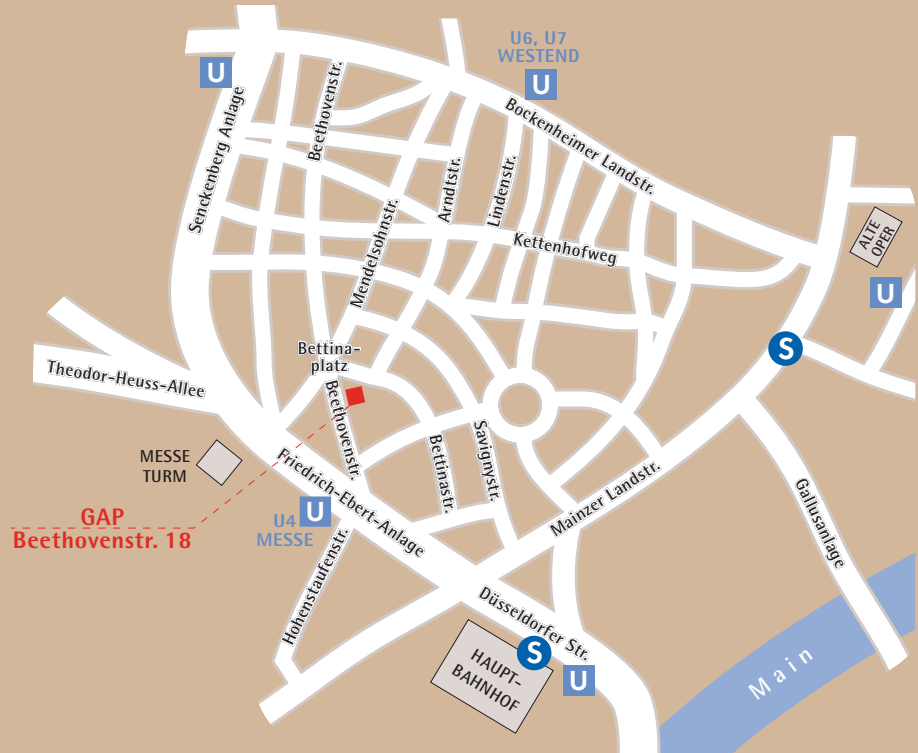 U6, U7
WESTEND
U
U
Bockenheimer Landstr.
Beethovenstr.
Senckenberg Anlage
Arndtstr.
Lindenstr.
Mendelsohnstr.
Kettenhofweg
ALTE
OPER
U
S
Bettina-
platz
Theodor-Heuss-Allee
Beethovenstr.
Bettinastr.
Savignystr.
MESSE
TURM
Friedrich-Ebert-Anlage
Mainzer Landstr.
Gallusanlage
GAP
Beethovenstr. 18
U
U4
MESSE
Hohenstaufenstr.
Düsseldorfer Str.
S
U
HAUPT-
BAHNHOF
Main